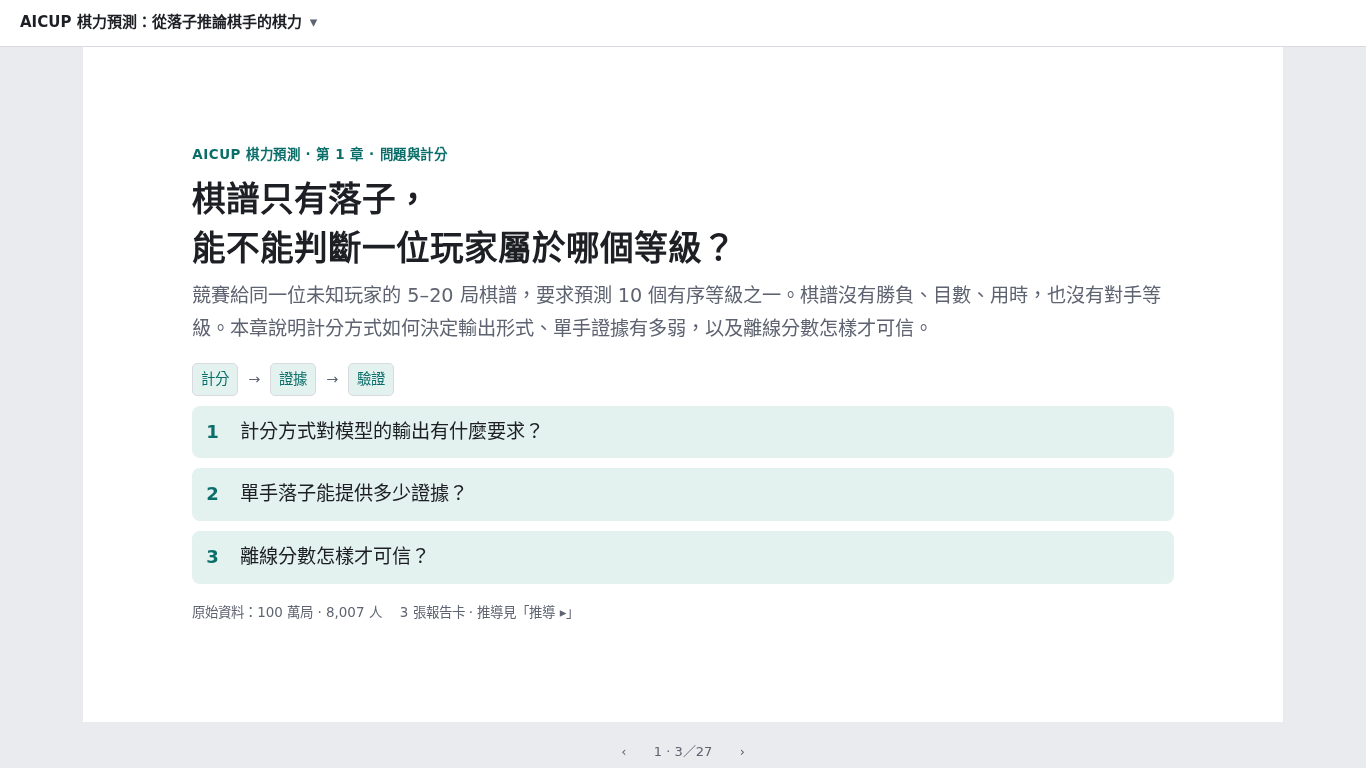 AICUP 棋力預測：從落子推論棋手的棋力 ▾
AICUP 棋力預測 · 第 1 章 · 問題與計分
棋譜只有落子，
能不能判斷一位玩家屬於哪個等級？
競賽給同一位未知玩家的 5–20 局棋譜，要求預測 10 個有序等級之一。棋譜沒有勝負、目數、用時，也沒有對手等
級。本章說明計分方式如何決定輸出形式、單手證據有多弱，以及離線分數怎樣才可信。
計分 → 證據 → 驗證
1 計分方式對模型的輸出有什麼要求？
2 單手落子能提供多少證據？
3 離線分數怎樣才可信？
原始資料：100 萬局 · 8,007 人 3 張報告卡 · 推導見「推導 ▸」
‹ 1 · 3／27 ›